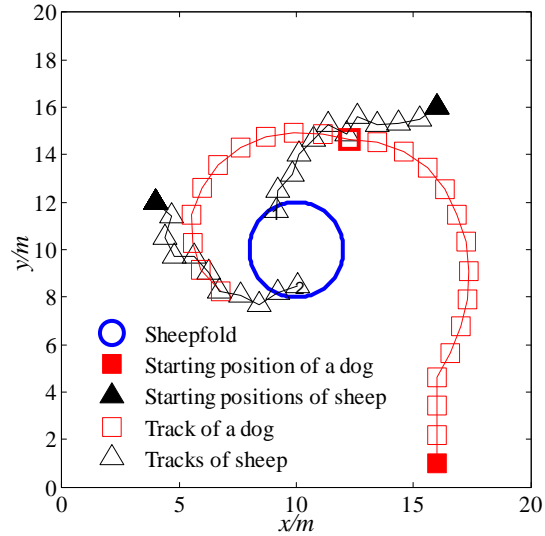 20
18
16
14
12
10
8
6
4
2
0
y/m
1
2
Sheepfold
Starting position of a dog
Starting positions of sheep
Track of a dog
Tracks of sheep
0 5 10 15 20
x/m